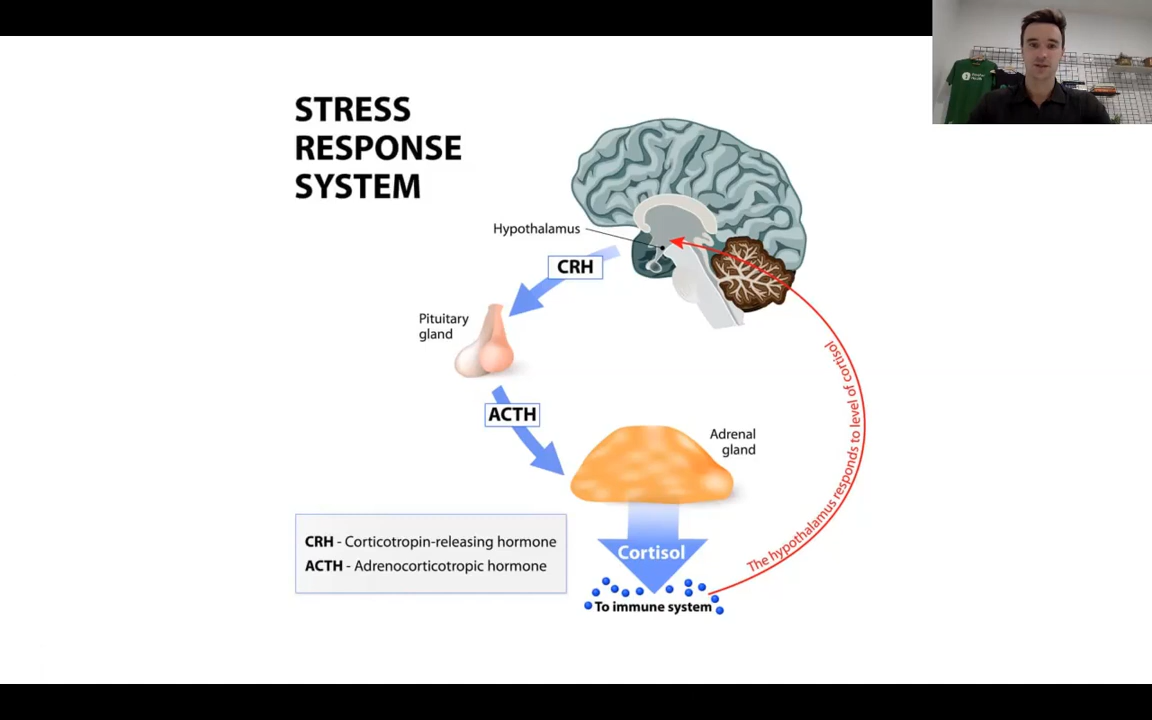 STRESS
RESPONSE
SYSTEM
Hypothalamus
CRH
Pituitary
gland
ACTH
Adrenal
gland
The hypothalamus responds to level of cortisol
CRH - Corticotropin-releasing hormone
ACTH - Adrenocorticotropic hormone
Cortisol
To immune system